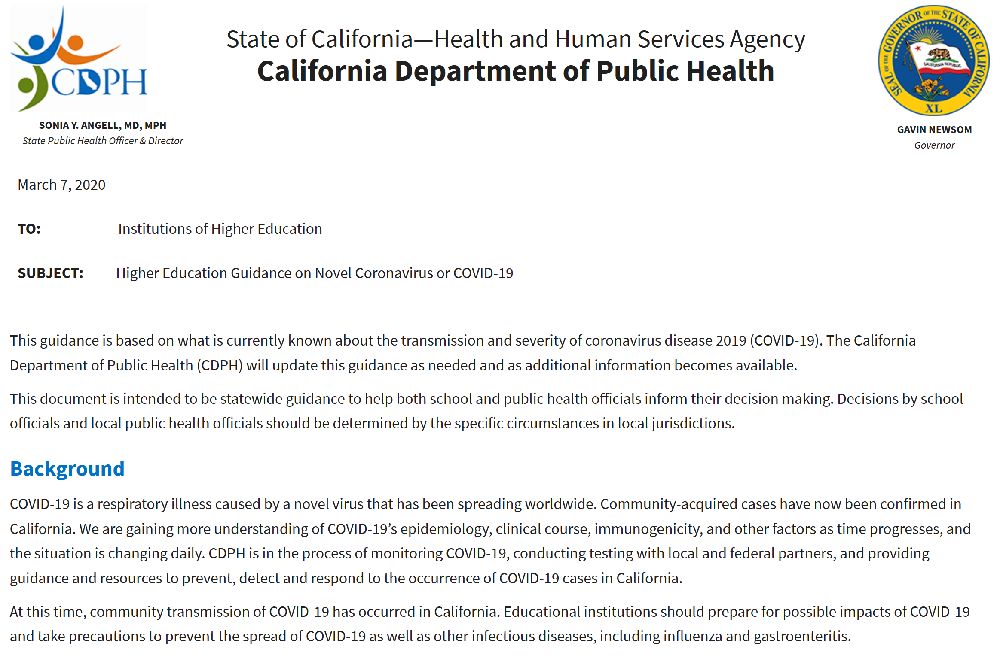 CDPH
SEAL OF THE GOVERNOR OF THE STATE OF CALIFORNIA
CALIFORNIA REPUBLIC
XL
State of California—Health and Human Services Agency
California Department of Public Health
SONIA Y. ANGELL, MD, MPH
State Public Health Officer & Director
GAVIN NEWSOM
Governor
March 7, 2020
TO: Institutions of Higher Education
SUBJECT: Higher Education Guidance on Novel Coronavirus or COVID-19
This guidance is based on what is currently known about the transmission and severity of coronavirus disease 2019 (COVID-19). The California
Department of Public Health (CDPH) will update this guidance as needed and as additional information becomes available.
This document is intended to be statewide guidance to help both school and public health officials inform their decision making. Decisions by school
officials and local public health officials should be determined by the specific circumstances in local jurisdictions.
Background
COVID-19 is a respiratory illness caused by a novel virus that has been spreading worldwide. Community-acquired cases have now been confirmed in
California. We are gaining more understanding of COVID-19’s epidemiology, clinical course, immunogenicity, and other factors as time progresses, and
the situation is changing daily. CDPH is in the process of monitoring COVID-19, conducting testing with local and federal partners, and providing
guidance and resources to prevent, detect and respond to the occurrence of COVID-19 cases in California.
At this time, community transmission of COVID-19 has occurred in California. Educational institutions should prepare for possible impacts of COVID-19
and take precautions to prevent the spread of COVID-19 as well as other infectious diseases, including influenza and gastroenteritis.